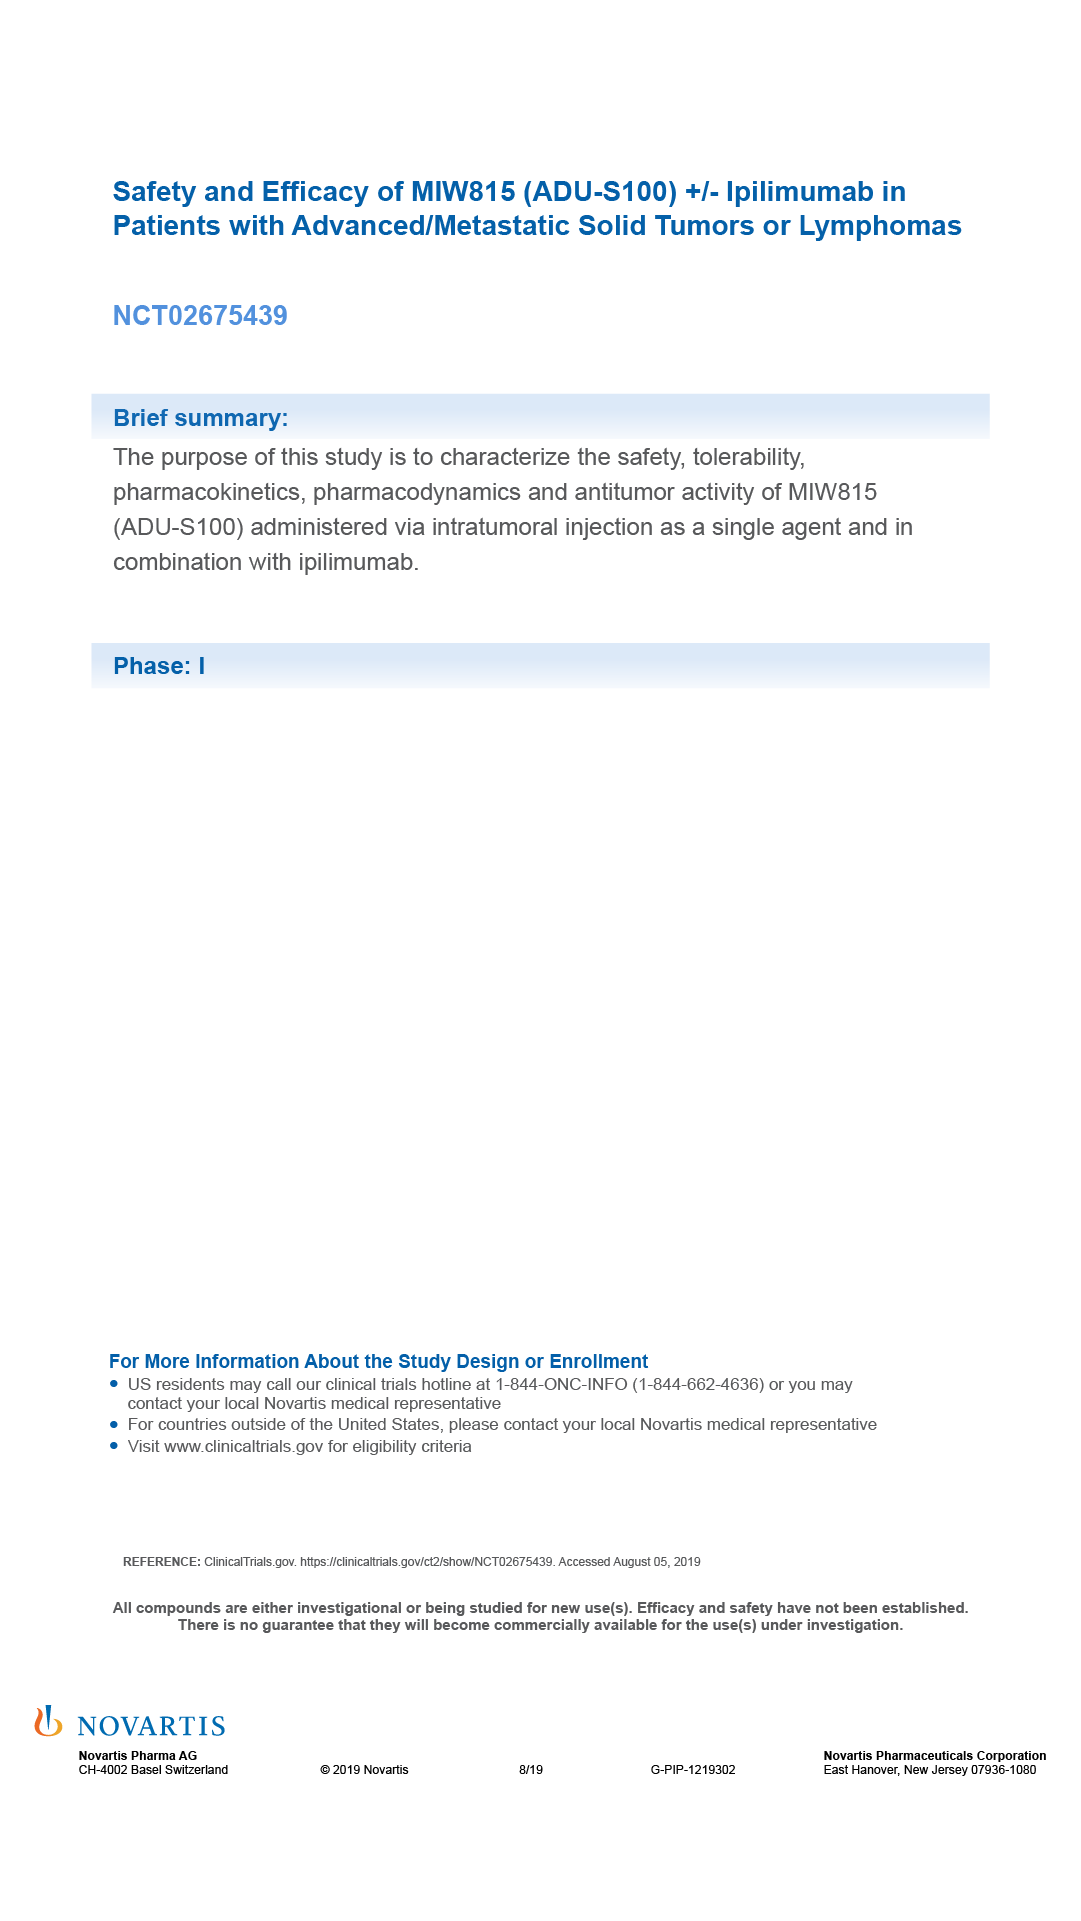 Safety and Efficacy of MIW815 (ADU-S100) +/- Ipilimumab in
Patients with Advanced/Metastatic Solid Tumors or Lymphomas
NCT02675439
Brief summary:
The purpose of this study is to characterize the safety, tolerability,
pharmacokinetics, pharmacodynamics and antitumor activity of MIW815
(ADU-S100) administered via intratumoral injection as a single agent and in
combination with ipilimumab.
Phase: I
For More Information About the Study Design or Enrollment
• US residents may call our clinical trials hotline at 1-844-ONC-INFO (1-844-662-4636) or you may
contact your local Novartis medical representative
• For countries outside of the United States, please contact your local Novartis medical representative
• Visit www.clinicaltrials.gov for eligibility criteria
REFERENCE: ClinicalTrials.gov. https://clinicaltrials.gov/ct2/show/NCT02675439. Accessed August 05, 2019
All compounds are either investigational or being studied for new use(s). Efficacy and safety have not been established.
There is no guarantee that they will become commercially available for the use(s) under investigation.
NOVARTIS
Novartis Pharma AG
CH-4002 Basel Switzerland
© 2019 Novartis
8/19
G-PIP-1219302
Novartis Pharmaceuticals Corporation
East Hanover, New Jersey 07936-1080